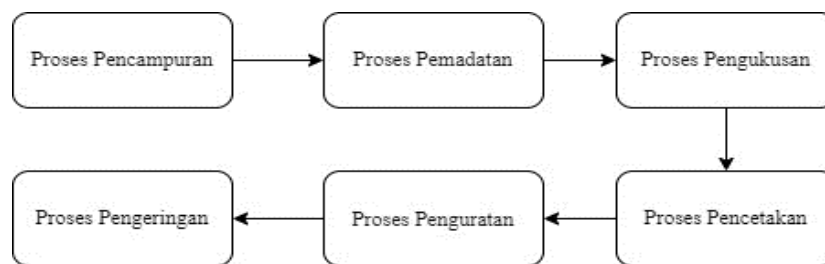 Proses Pencampuran
Proses Pemadatan
Proses Pengukusan
Proses Pencetakan
Proses Penguratan
Proses Pengeringan